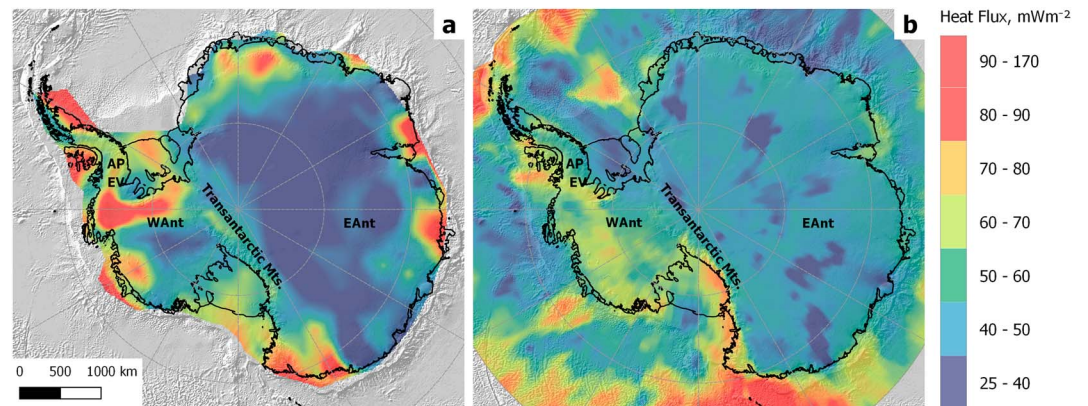 a
AP
EV
WAnt
Transantarctic Mts.
EAnt
0 500 1000 km
b
AP
EV
WAnt
Transantarctic Mts.
EAnt
Heat Flux, mWm⁻²
90 - 170
80 - 90
70 - 80
60 - 70
50 - 60
40 - 50
25 - 40